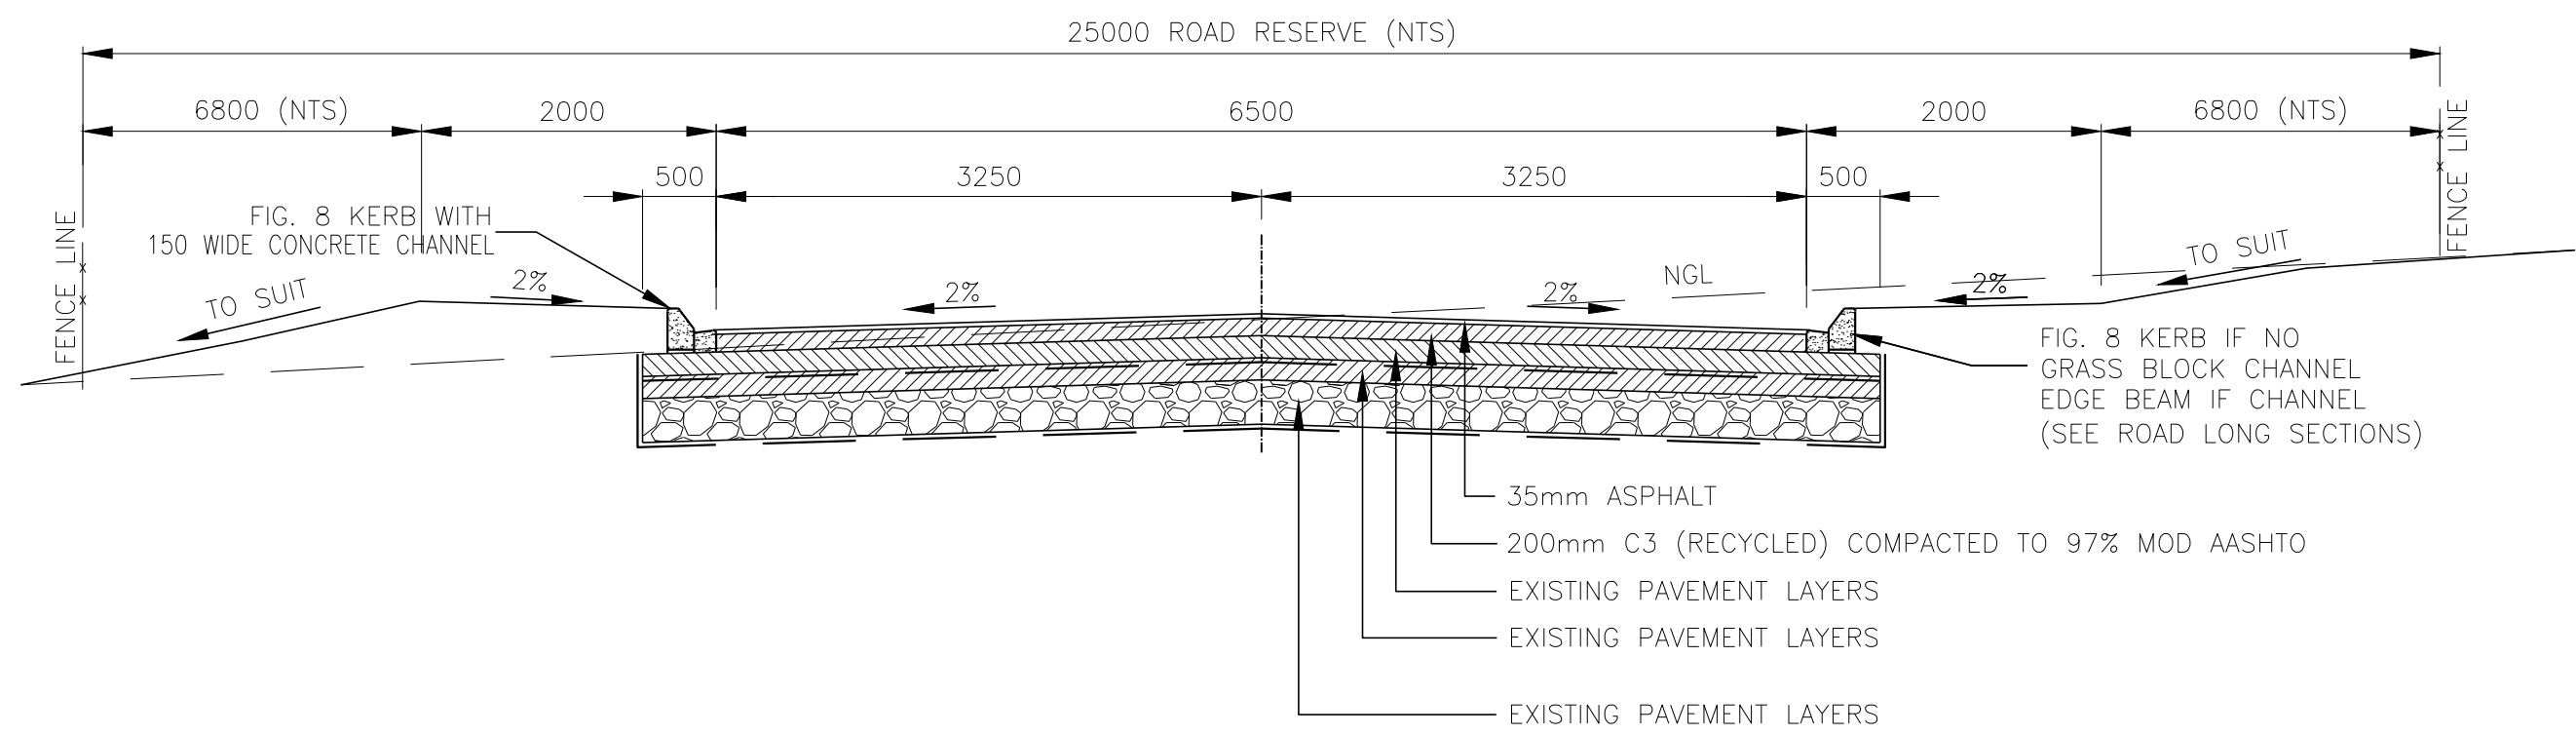 25000 ROAD RESERVE (NTS)
6800 (NTS)
2000
6500
2000
6800 (NTS)
500
3250
3250
500
FENCE LINE
FENCE LINE
FIG. 8 KERB WITH
150 WIDE CONCRETE CHANNEL
TO SUIT
2%
2%
2%
NGL
2%
TO SUIT
FIG. 8 KERB IF NO
GRASS BLOCK CHANNEL
EDGE BEAM IF CHANNEL
(SEE ROAD LONG SECTIONS)
35mm ASPHALT
200mm C3 (RECYCLED) COMPACTED TO 97% MOD AASHTO
EXISTING PAVEMENT LAYERS
EXISTING PAVEMENT LAYERS
EXISTING PAVEMENT LAYERS